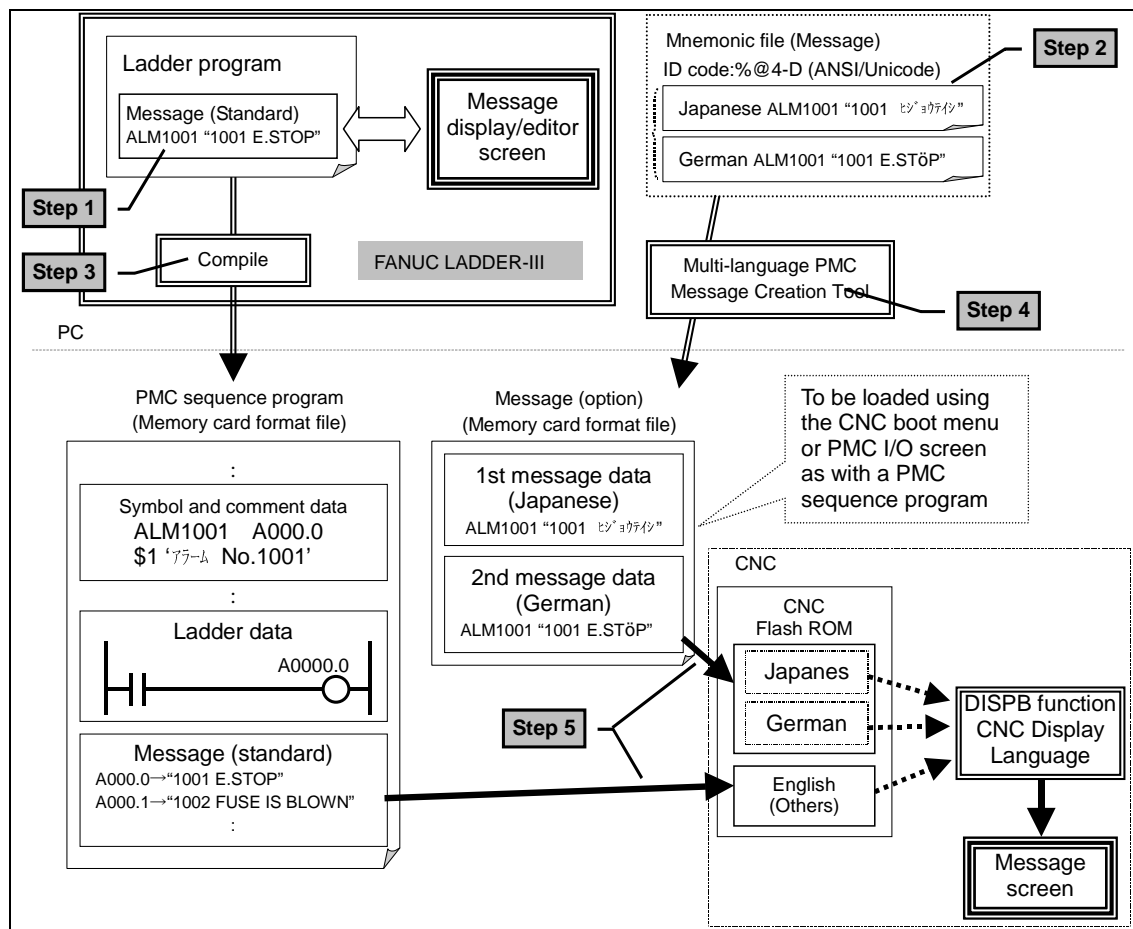 Ladder program
Message (Standard)
ALM1001 “1001 E.STOP”
Message
display/editor
screen
Step 1
Step 3
Compile
FANUC LADDER-III
PC
Mnemonic file (Message)
ID code:%@4-D (ANSI/Unicode)
Step 2
Japanese ALM1001 “1001 ﾋｼﾞｮｳﾃｲｼ”
German ALM1001 “1001 E.STöP”
Multi-language PMC
Message Creation Tool
Step 4
PMC sequence program
(Memory card format file)
:
Symbol and comment data
ALM1001 A000.0
$1 ‘ｱﾗｰﾑ No.1001’
:
Ladder data
A0000.0
Message (standard)
A000.0→“1001 E.STOP”
A000.1→“1002 FUSE IS BLOWN”
:
Message (option)
(Memory card format file)
1st message data
(Japanese)
ALM1001 “1001 ﾋｼﾞｮｳﾃｲｼ”
2nd message data
(German)
ALM1001 “1001 E.STöP”
To be loaded using
the CNC boot menu
or PMC I/O screen
as with a PMC
sequence program
Step 5
CNC
CNC
Flash ROM
Japanes
German
English
(Others)
DISPB function
CNC Display
Language
Message
screen